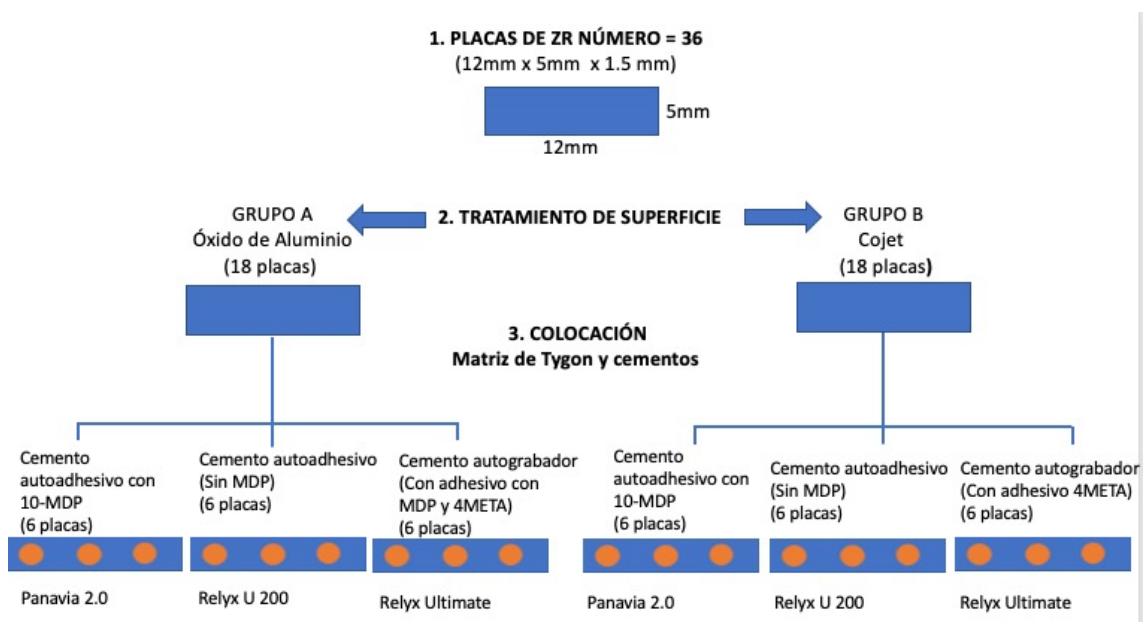 1. PLACAS DE ZR NÚMERO = 36
(12mm x 5mm  x 1.5 mm)
5mm
12mm
GRUPO A
Óxido de Aluminio
(18 placas)
2. TRATAMIENTO DE SUPERFICIE
GRUPO B
Cojet
(18 placas)
3. COLOCACIÓN
Matriz de Tygon y cementos
Cemento
autoadhesivo con
10-MDP
(6 placas)
Cemento autoadhesivo
(Sin MDP)
(6 placas)
Cemento autograbador
(Con adhesivo con
MDP y 4META)
(6 placas)
Cemento
autoadhesivo con
10-MDP
(6 placas)
Cemento autoadhesivo
(Sin MDP)
(6 placas)
Cemento autograbador
(Con adhesivo 4META)
(6 placas)
Panavia 2.0
Relyx U 200
Relyx Ultimate
Panavia 2.0
Relyx U 200
Relyx Ultimate